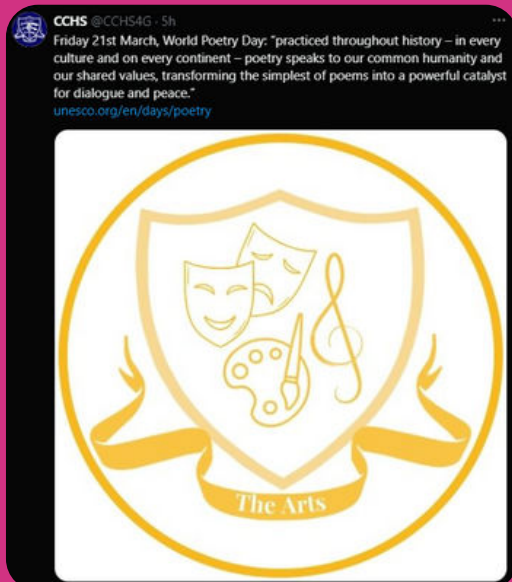 CCHS @CCHS4G · 5h
Friday 21st March, World Poetry Day: “practiced throughout history – in every
culture and on every continent – poetry speaks to our common humanity and
our shared values, transforming the simplest of poems into a powerful catalyst
for dialogue and peace.”
unesco.org/en/days/poetry
The Arts